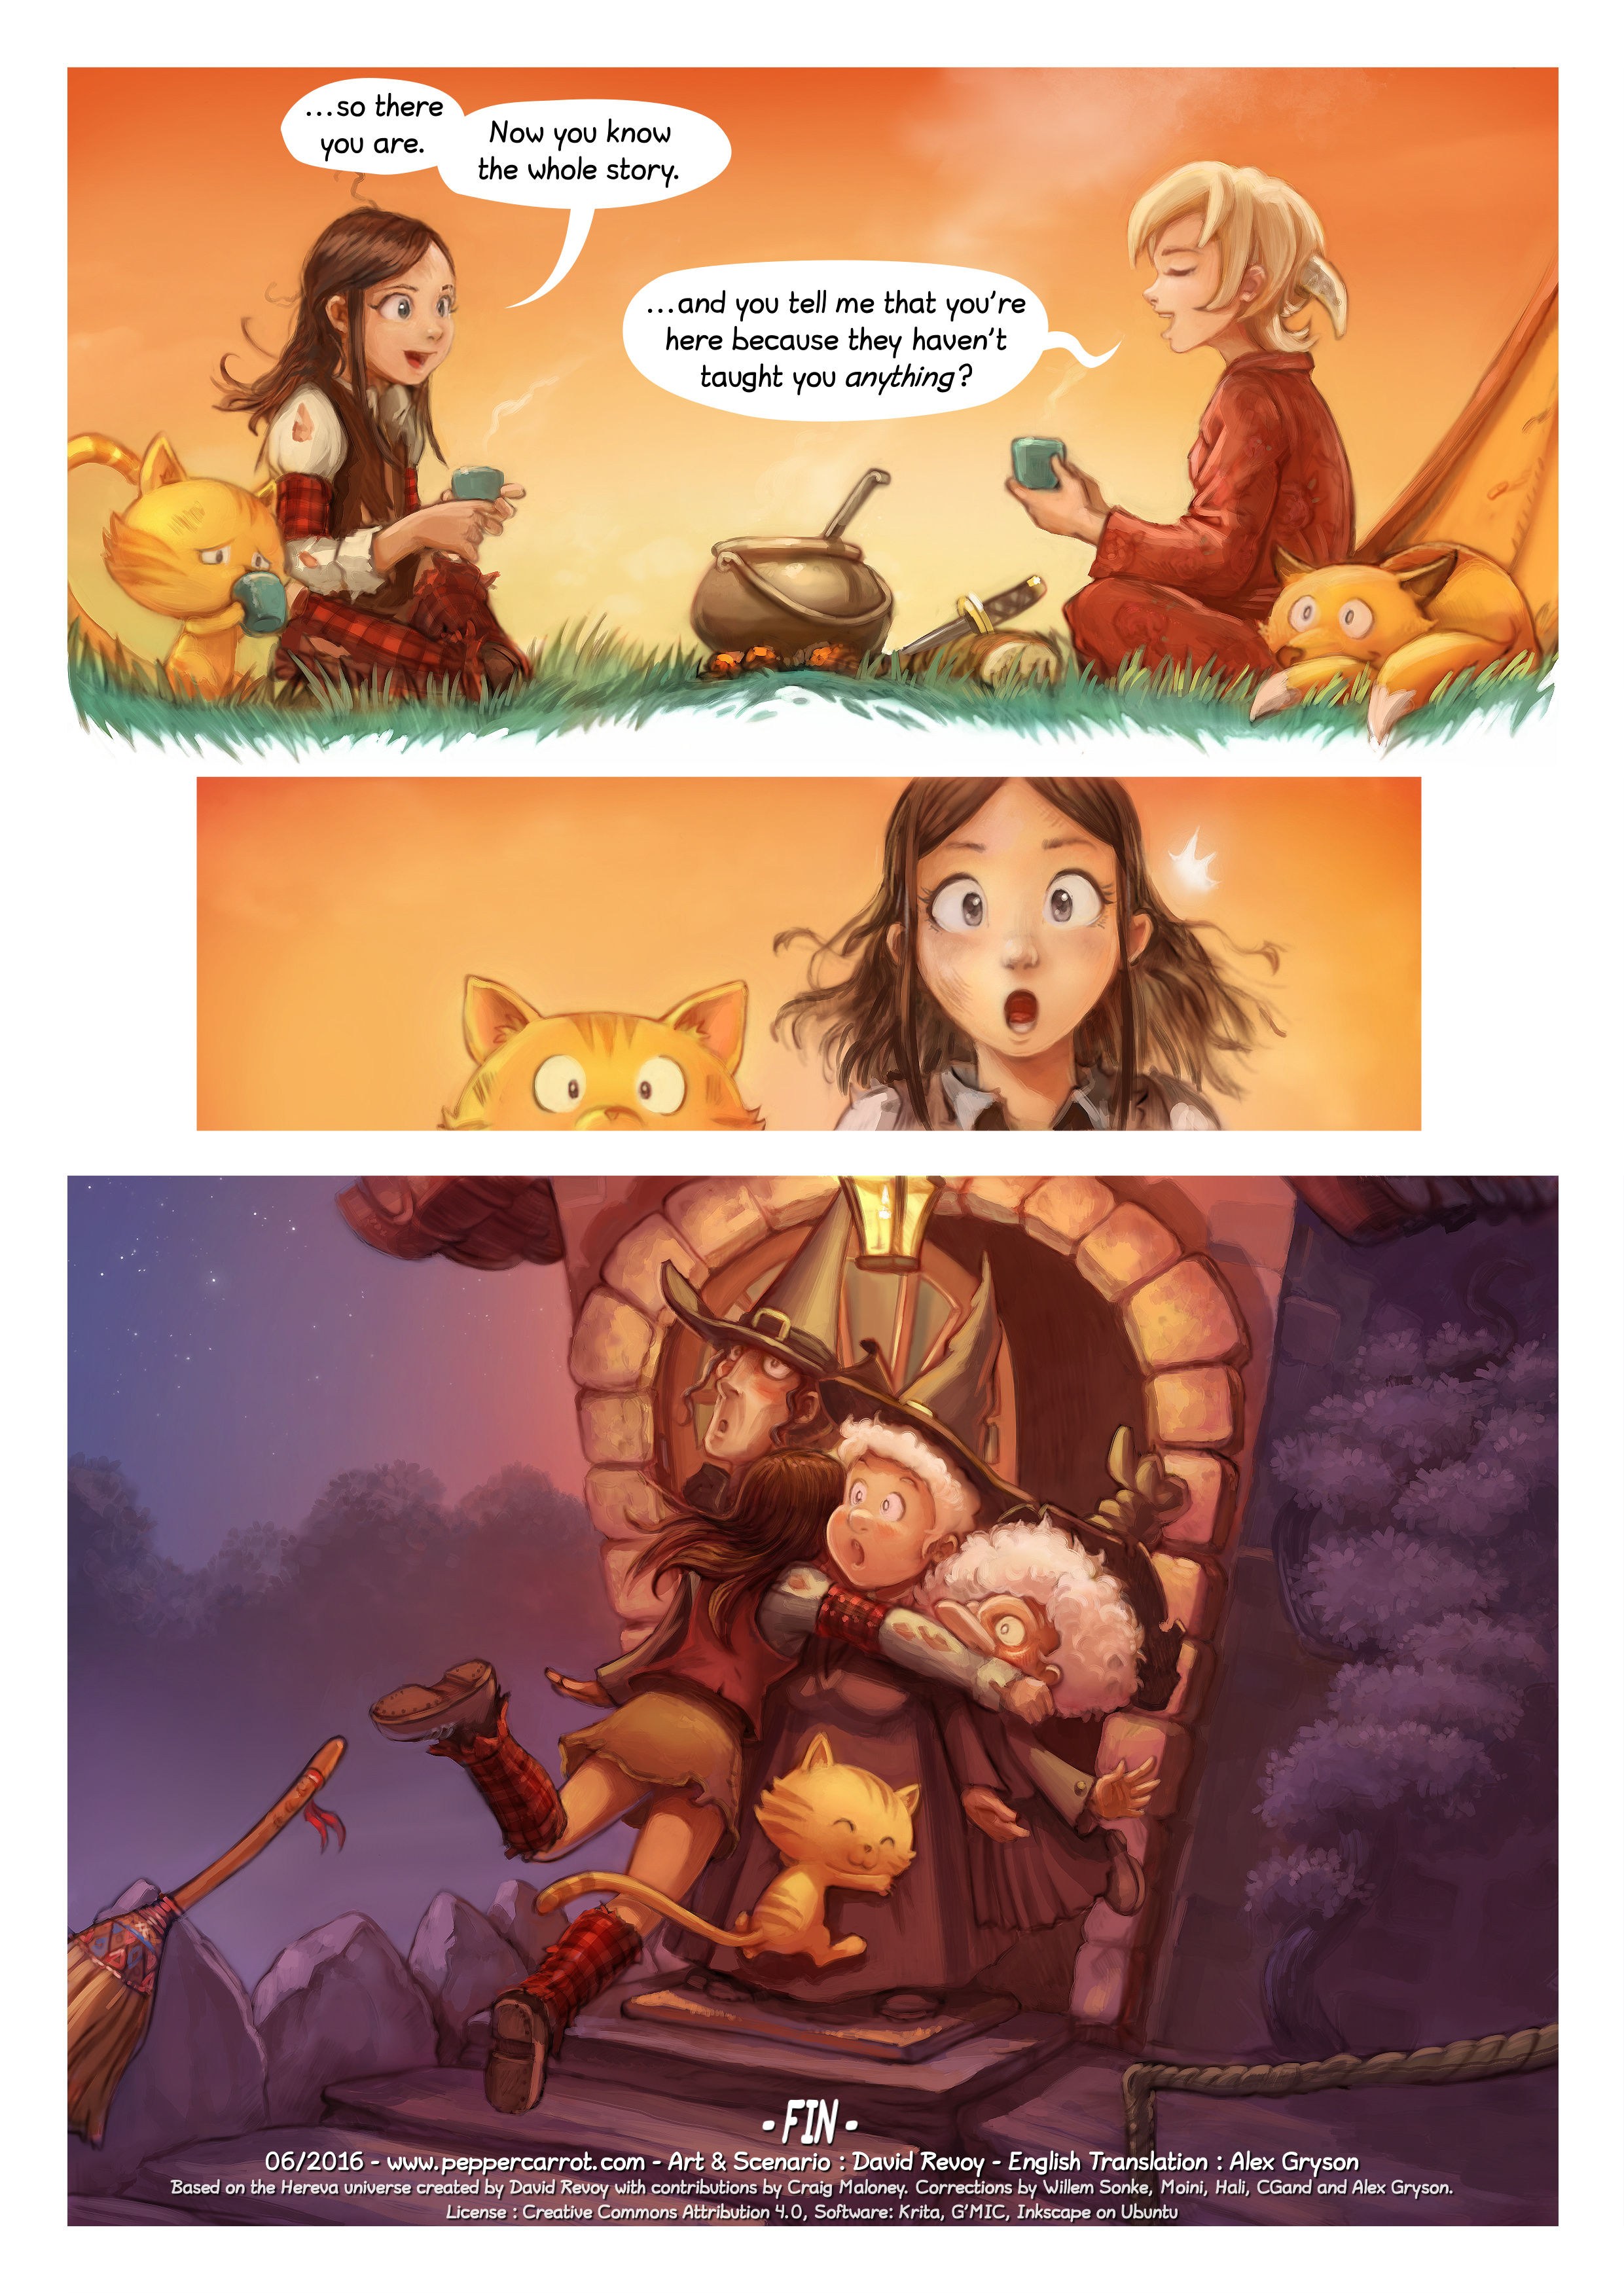 ...so there
you are.
Now you know
the whole story.
...and you tell me that you're
here because they haven't
taught you anything?
- FIN -
06/2016 - www.peppercarrot.com - Art & Scenario : David Revoy - English Translation : Alex Gryson
Based on the Hereva universe created by David Revoy with contributions by Craig Maloney. Corrections by Willem Sonke, Moini, Hali, CGand and Alex Gryson.
License : Creative Commons Attribution 4.0, Software: Krita, G'MIC, Inkscape on Ubuntu